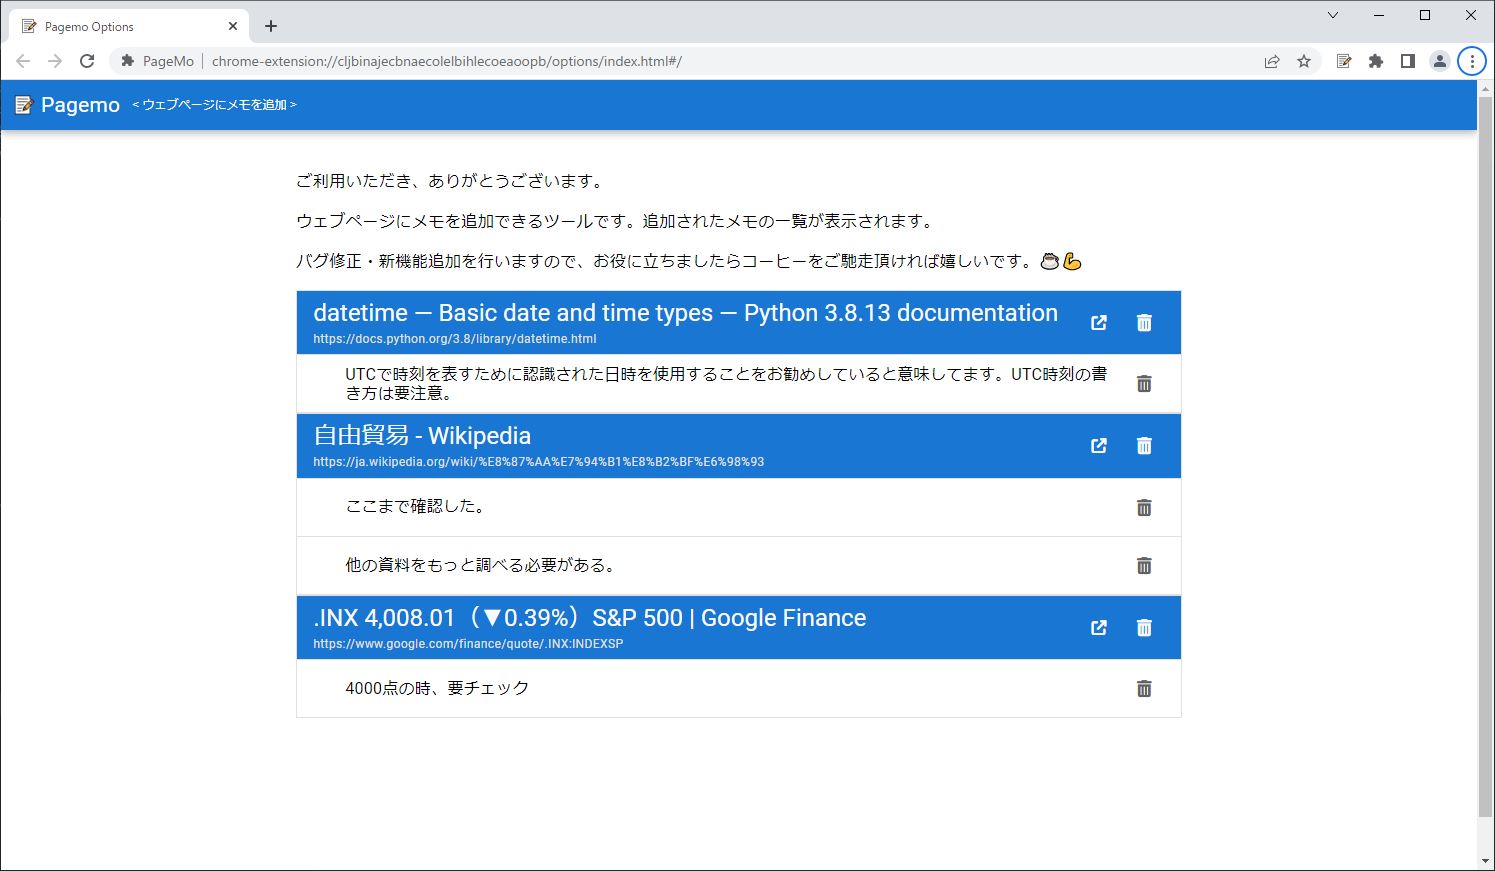 Pagemo Options
PageMo
chrome-extension://cljbinajecbnaecolelbihlecoeaoopb/options/index.html#/
Pagemo <ウェブページにメモを追加>
ご利用いただき、ありがとうございます。
ウェブページにメモを追加できるツールです。追加されたメモの一覧が表示されます。
バグ修正・新機能追加を行いますので、お役に立ちましたらコーヒーをご馳走頂ければ嬉しいです。☕💪
datetime — Basic date and time types — Python 3.8.13 documentation
https://docs.python.org/3.8/library/datetime.html
UTCで時刻を表すために認識された日時を使用することをお勧めしていると意味してます。UTC時刻の書
き方は要注意。
自由貿易 - Wikipedia
https://ja.wikipedia.org/wiki/%E8%87%AA%E7%94%B1%E8%B2%BF%E6%98%93
ここまで確認した。
他の資料をもっと調べる必要がある。
.INX 4,008.01（▼0.39%）S&P 500 | Google Finance
https://www.google.com/finance/quote/.INX:INDEXSP
4000点の時、要チェック